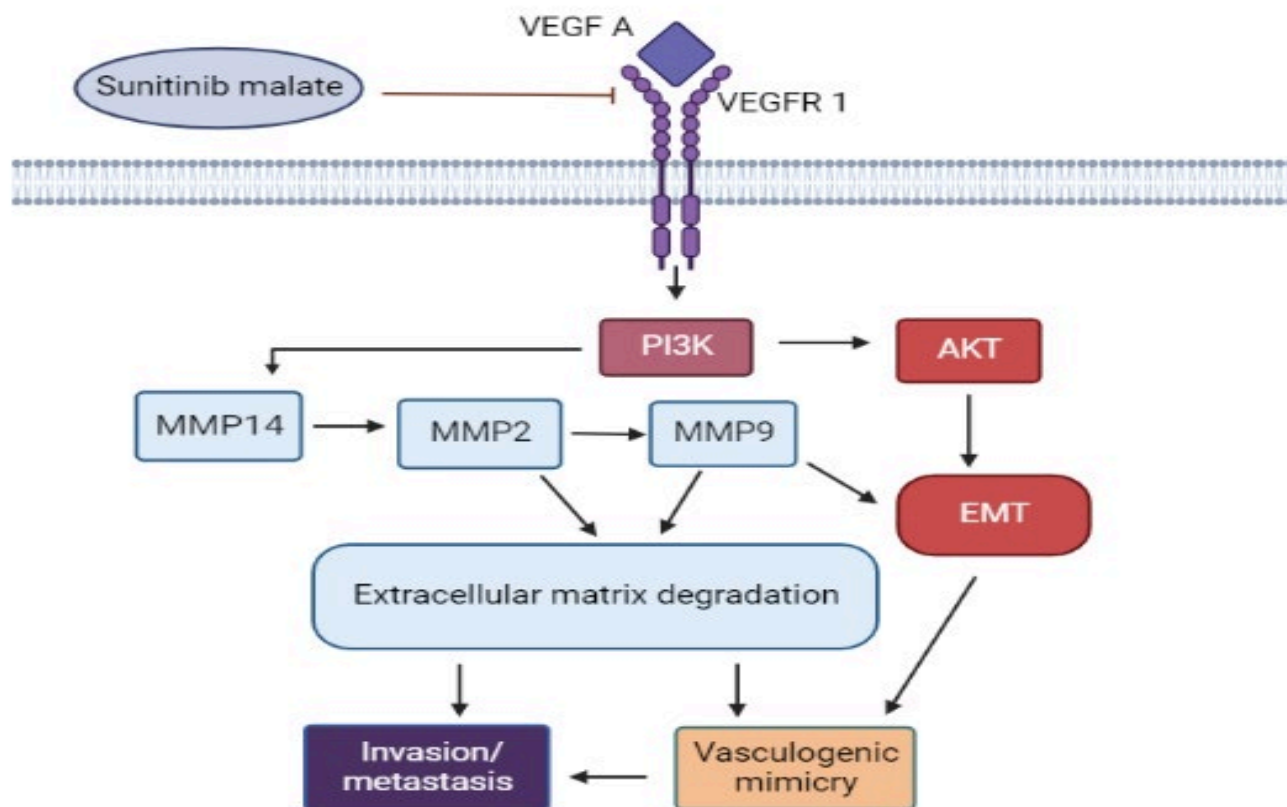 VEGF A
Sunitinib malate
VEGFR 1
PI3K
AKT
MMP14
MMP2
MMP9
EMT
Extracellular matrix degradation
Invasion/
metastasis
Vasculogenic
mimicry